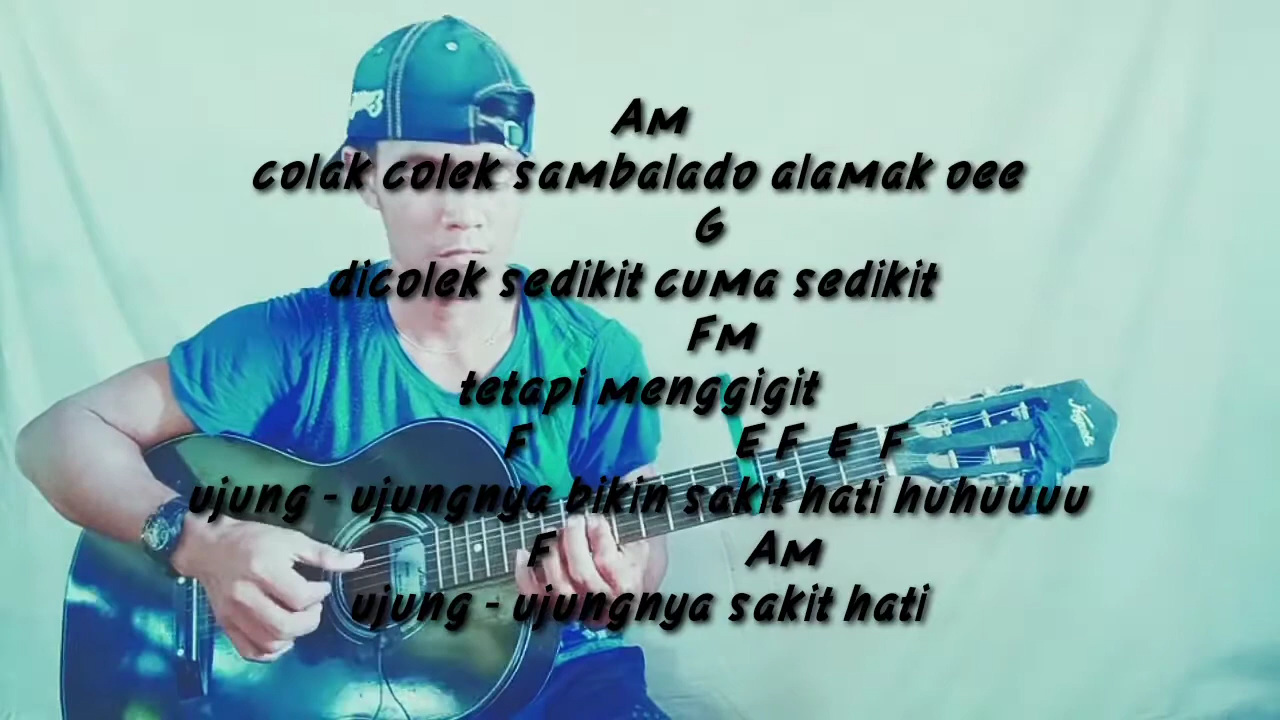 Am
colak colek sambalado alamak oee
G
dicolek sedikit cuma sedikit
Fm
tetapi menggigit
F E F E F
ujung - ujungnya bikin sakit hati huhuuuu
F Am
ujung - ujungnya sakit hati